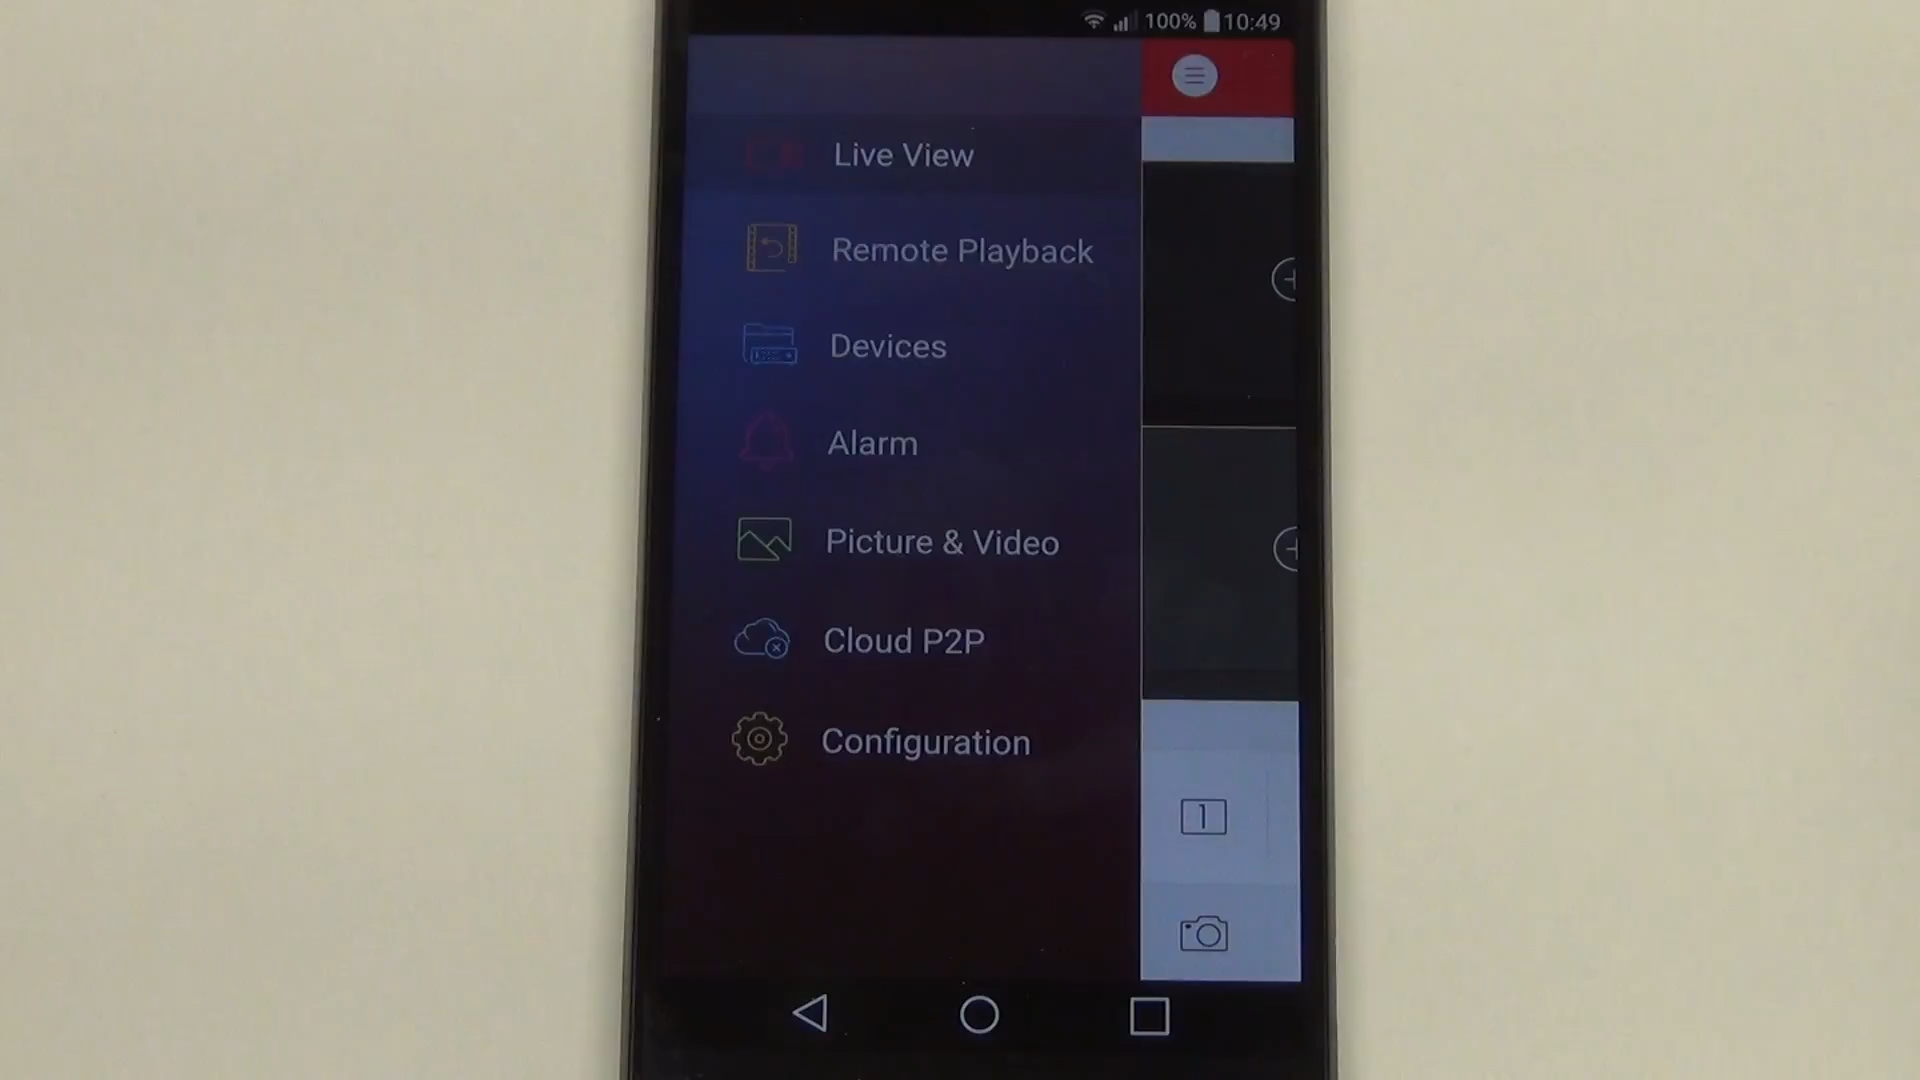 100% 10:49
Live View
Remote Playback
Devices
Alarm
Picture & Video
Cloud P2P
Configuration
1